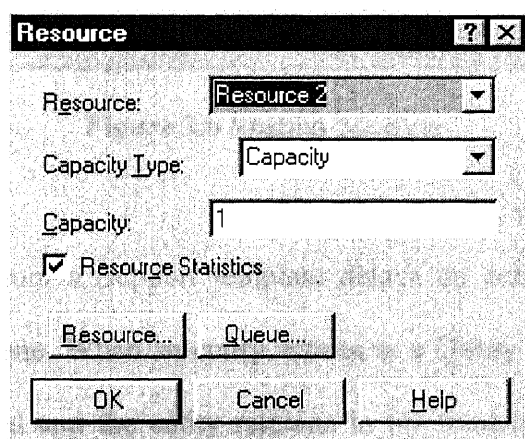 Resource
Resource: Resource 2
Capacity Type: Capacity
Capacity: 1
Resource Statistics
Resource... Queue...
OK Cancel Help